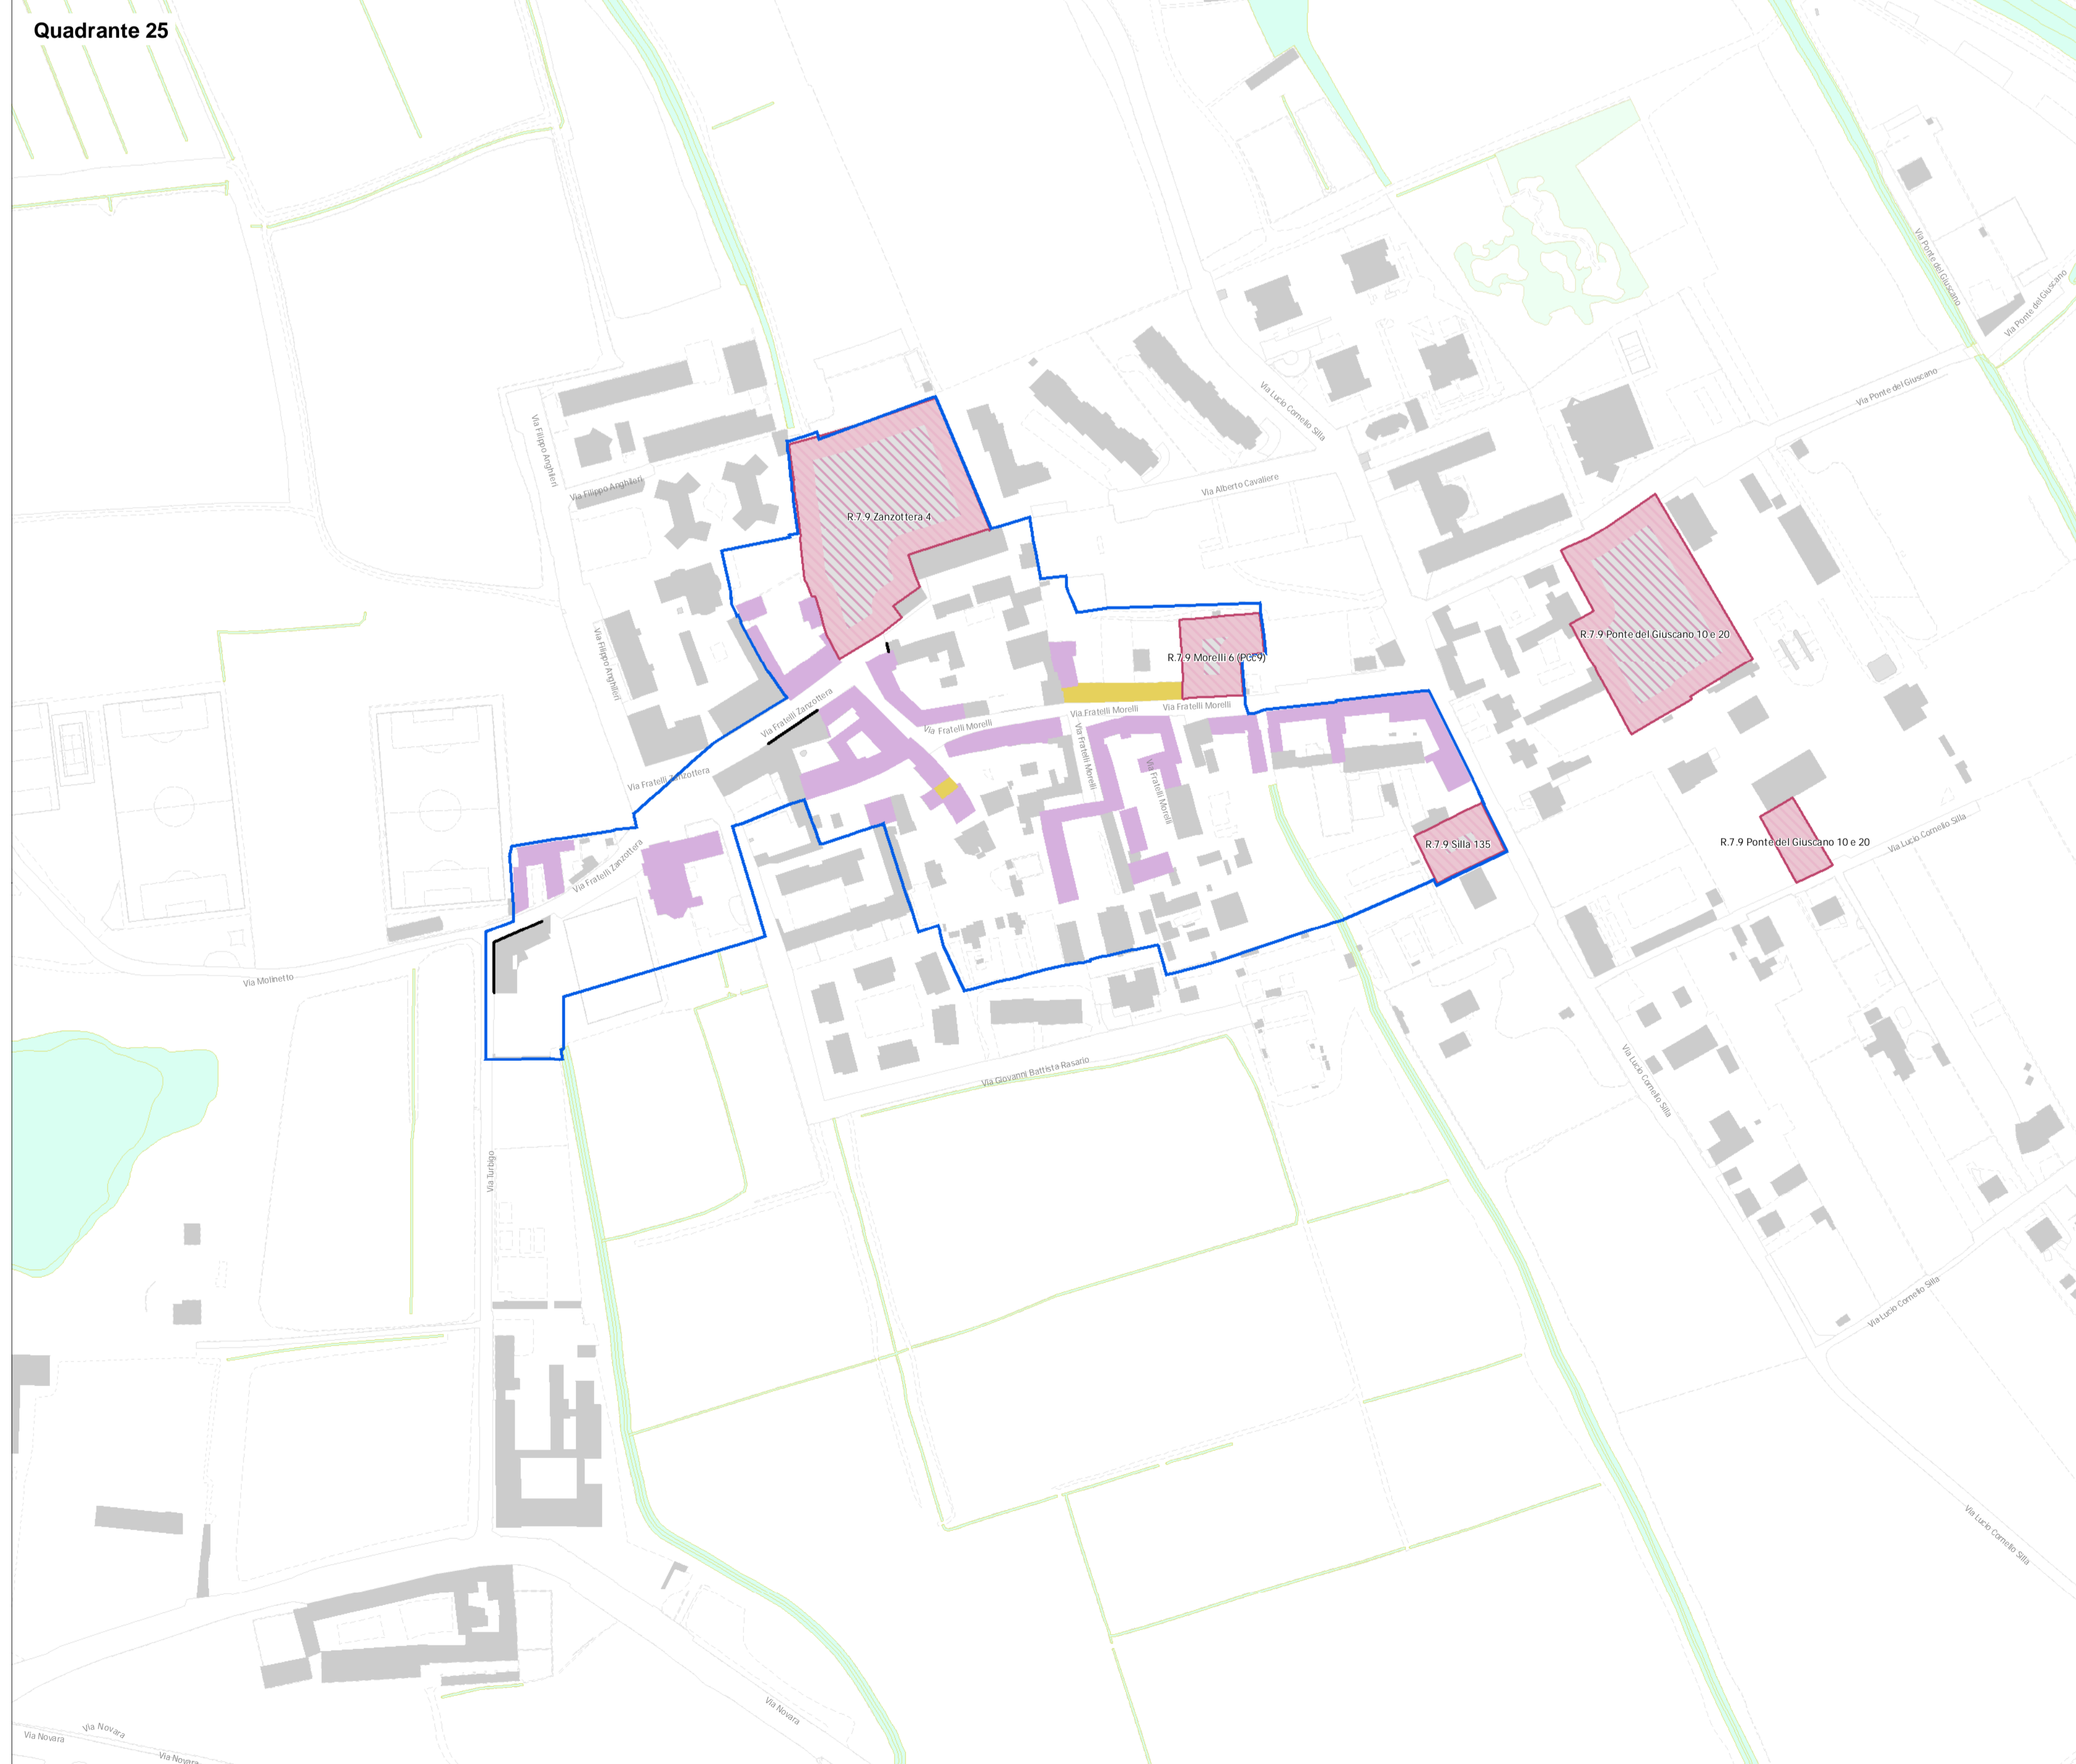 Quadrante 25
Via Ponte del Giuscano
Via Ponte del Giuscano
Via Lucio Cornelio Silla
Via Ponte del Giuscano
Via Filippo Anghileri
Via Filippo Anghileri
Via Alberto Cavaliere
R.7.9 Zanzottera 4
Via Filippo Anghileri
R.7.9 Ponte del Giuscano 10 e 20
R.7.9 Morelli 6 (PCC9)
Via Fratelli Zanzottera
Via Fratelli Morelli
Via Fratelli Morelli
Via Fratelli Morelli
Via Fratelli Morelli
Via Fratelli Morelli
Via Fratelli Zanzottera
R.7.9 Silla 135
R.7.9 Ponte del Giuscano 10 e 20
Via Lucio Cornelio Silla
Via Fratelli Zanzottera
Via Molinetto
Via Giovanni Battista Rasario
Via Lucio Cornelio Silla
Via Turbigo
Via Lucio Cornelio Silla
Via Lucio Cornelio Silla
Via Novara
Via Novara
Via Novara
Via Novara